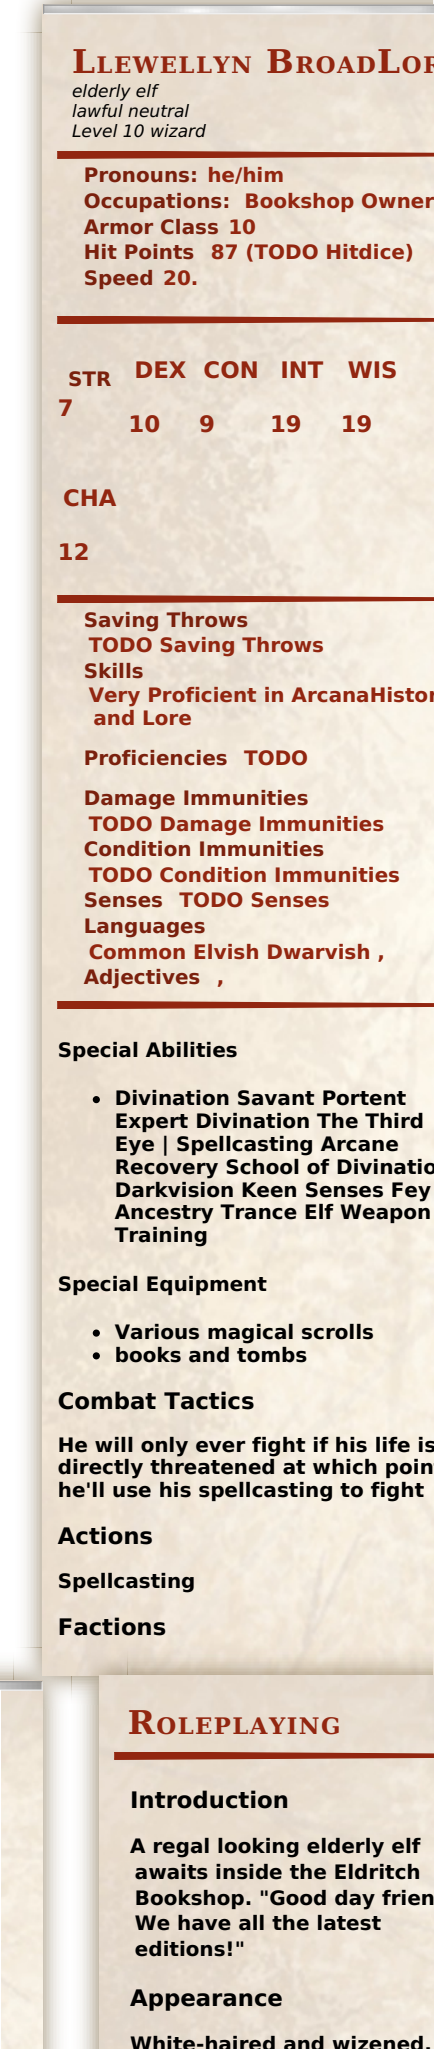 LLEWELLYN BROADLOR
elderly elf
lawful neutral
Level 10 wizard
Pronouns: he/him
Occupations: Bookshop Owner
Armor Class 10
Hit Points 87 (TODO Hitdice)
Speed 20.
STR DEX CON INT WIS
7 10 9 19 19
CHA
12
Saving Throws
TODO Saving Throws
Skills
Very Proficient in ArcanaHistor
and Lore
Proficiencies TODO
Damage Immunities
TODO Damage Immunities
Condition Immunities
TODO Condition Immunities
Senses TODO Senses
Languages
Common Elvish Dwarvish ,
Adjectives ,
Special Abilities
• Divination Savant Portent
Expert Divination The Third
Eye | Spellcasting Arcane
Recovery School of Divinatio
Darkvision Keen Senses Fey
Ancestry Trance Elf Weapon
Training
Special Equipment
• Various magical scrolls
• books and tombs
Combat Tactics
He will only ever fight if his life is
directly threatened at which poin
he'll use his spellcasting to fight
Actions
Spellcasting
Factions
ROLEPLAYING
Introduction
A regal looking elderly elf
awaits inside the Eldritch
Bookshop. "Good day frien
We have all the latest
editions!"
Appearance
White-haired and wizened.